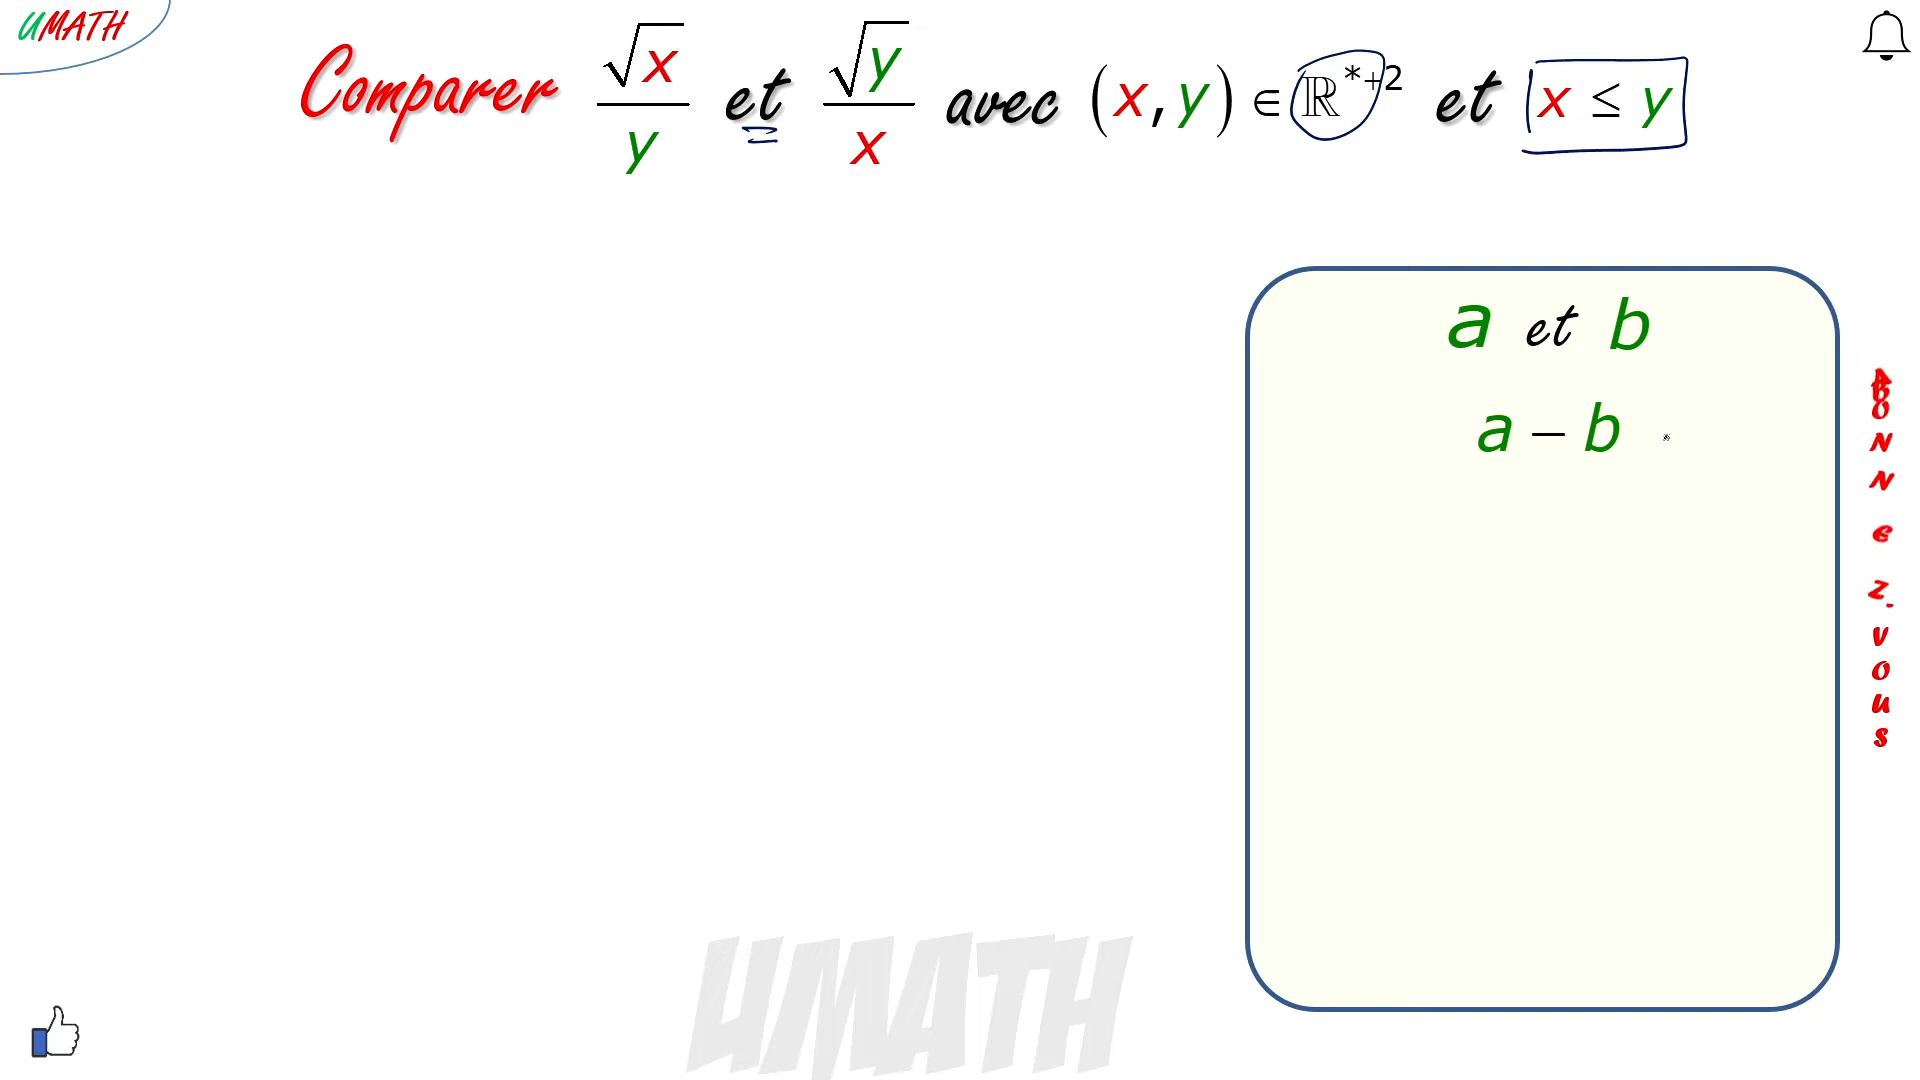 UMATH
Comparer √x/y et √y/x avec (x, y) ∈ ℝ*+2 et x ≤ y
a et b
a − b
ABONNEZ-VOUS
UMATH